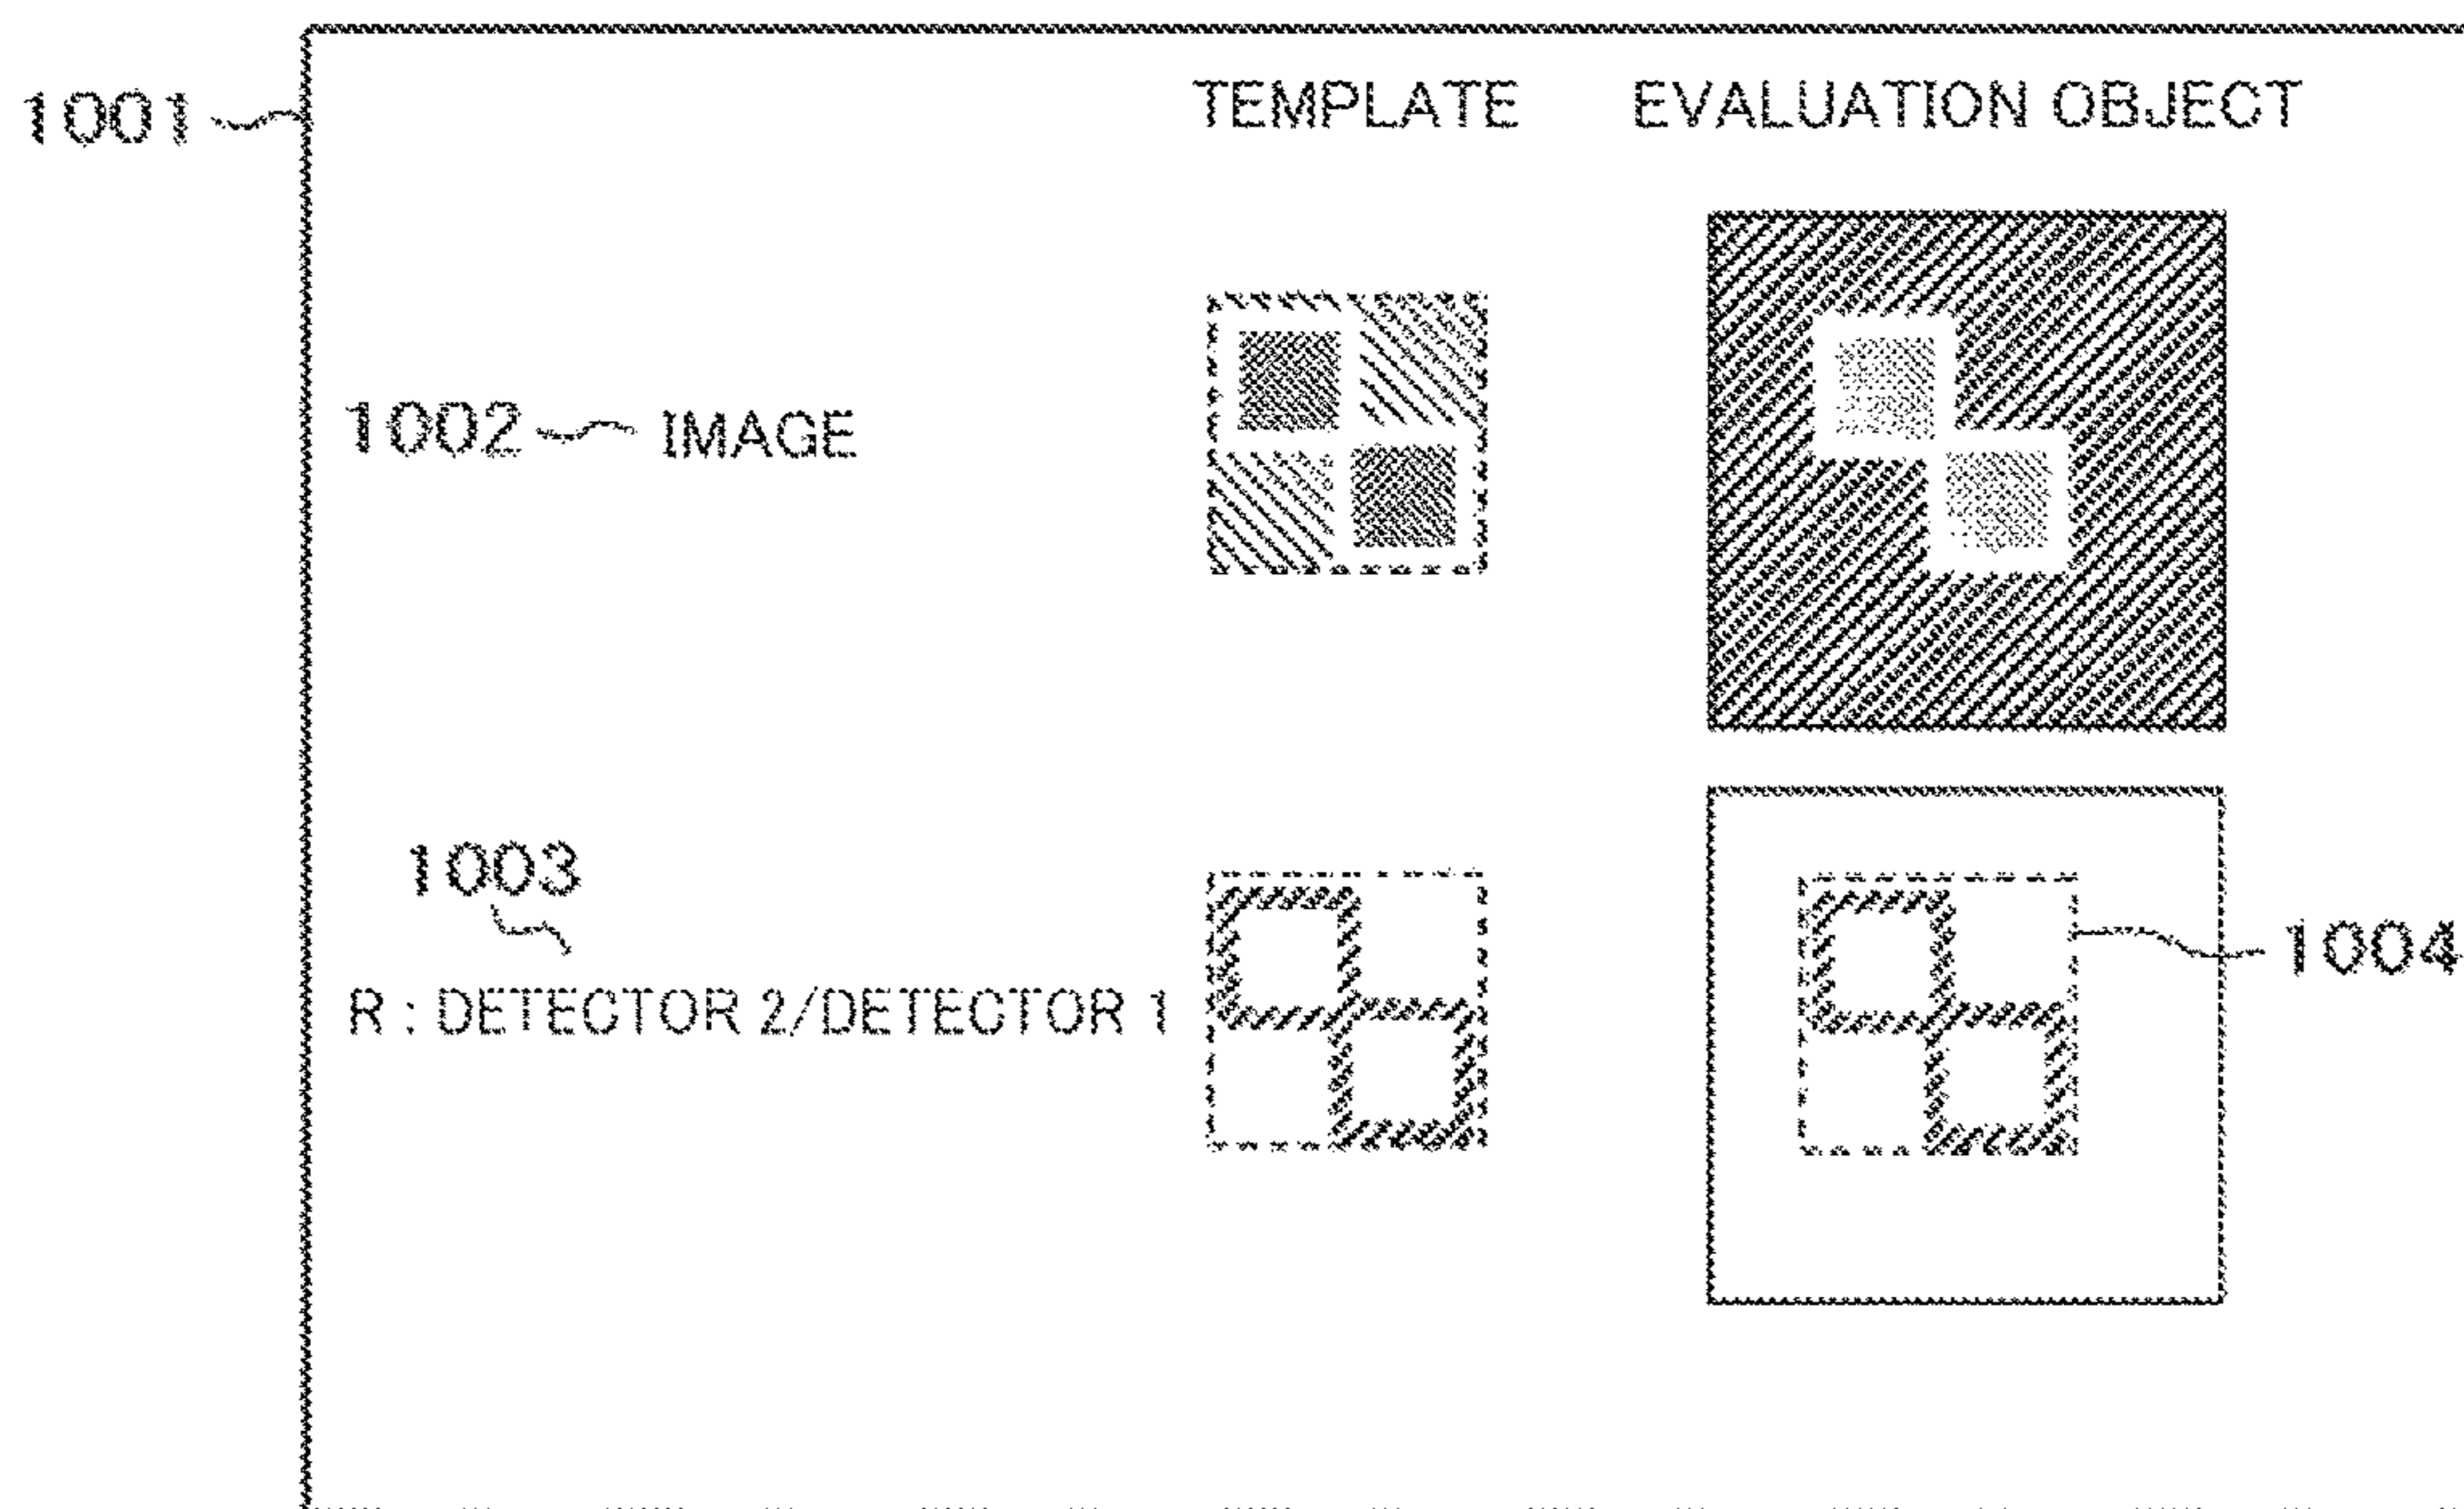 1001
TEMPLATE EVALUATION OBJECT
1002 IMAGE
1003
1004
R : DETECTOR 2/DETECTOR 1